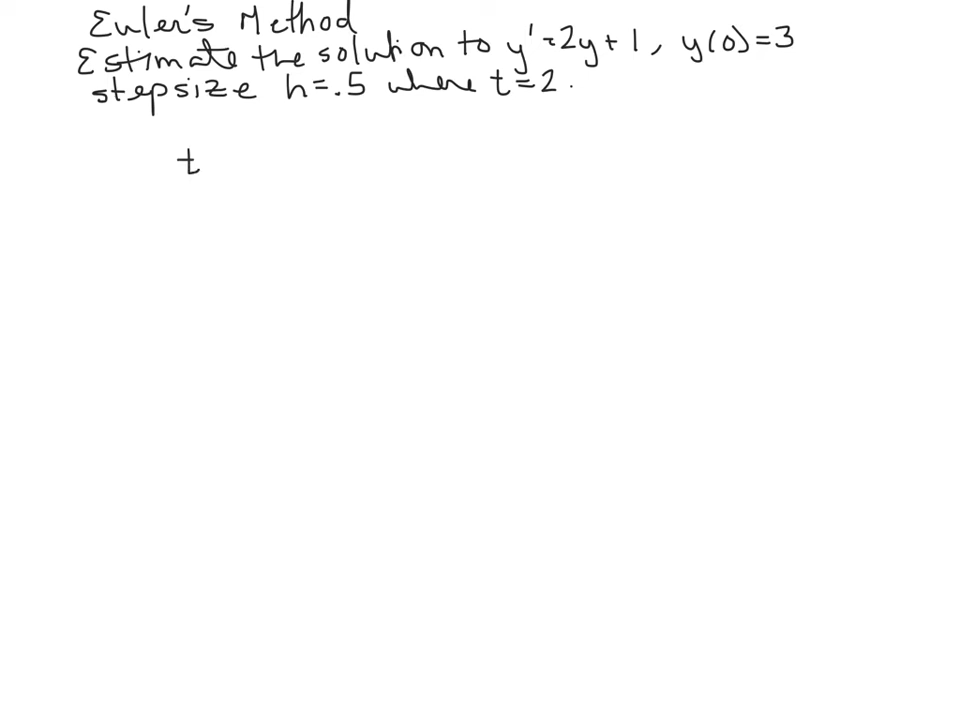 Euler's Method
Estimate the solution to y' = 2y + 1, y(0) = 3
stepsize h = .5 where t = 2.
t